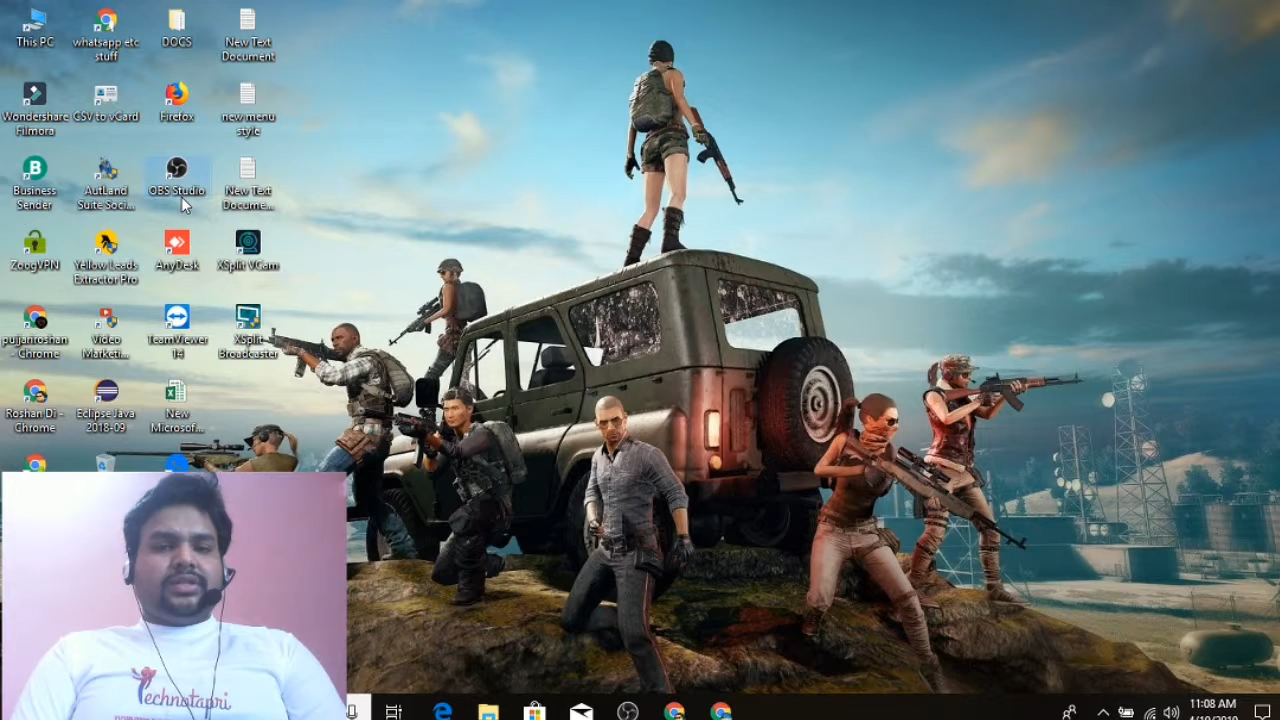 This PC
whatsapp etc
stuff
DOCS
New Text
Document
Wondershare
Filmora
CSV to vCard
Firefox
new menu
style
Business
Sender
AutLand
Suite Soci...
OBS Studio
New Text
Docume...
ZoogVPN
Yellow Leads
Extractor Pro
AnyDesk
XSplit VCam
pujjariroshan
- Chrome
Video
Marketi...
TeamViewer
14
XSplit
Broadcaster
Roshan Di -
Chrome
Eclipse Java
2018-09
New
Microsof...
Technotapri
11:08 AM